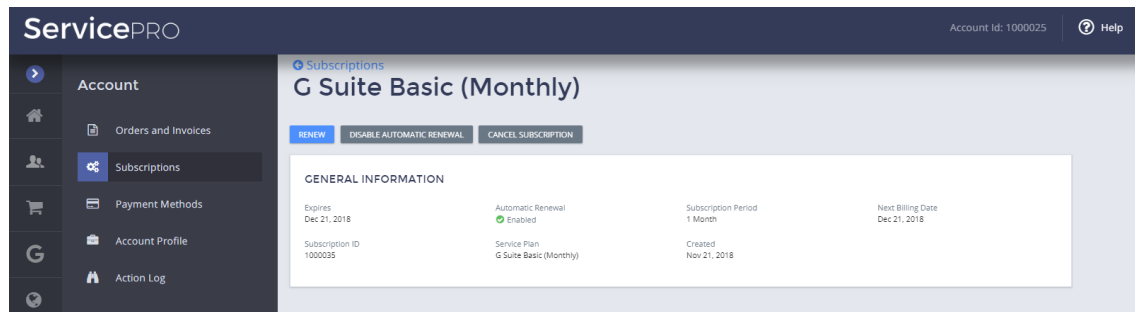 ServicePRO
Account Id: 1000025
Help
Account
Orders and Invoices
Subscriptions
Payment Methods
Account Profile
Action Log
Subscriptions
G Suite Basic (Monthly)
RENEW
DISABLE AUTOMATIC RENEWAL
CANCEL SUBSCRIPTION
GENERAL INFORMATION
Expires
Dec 21, 2018
Automatic Renewal
Enabled
Subscription Period
1 Month
Next Billing Date
Dec 21, 2018
Subscription ID
1000035
Service Plan
G Suite Basic (Monthly)
Created
Nov 21, 2018